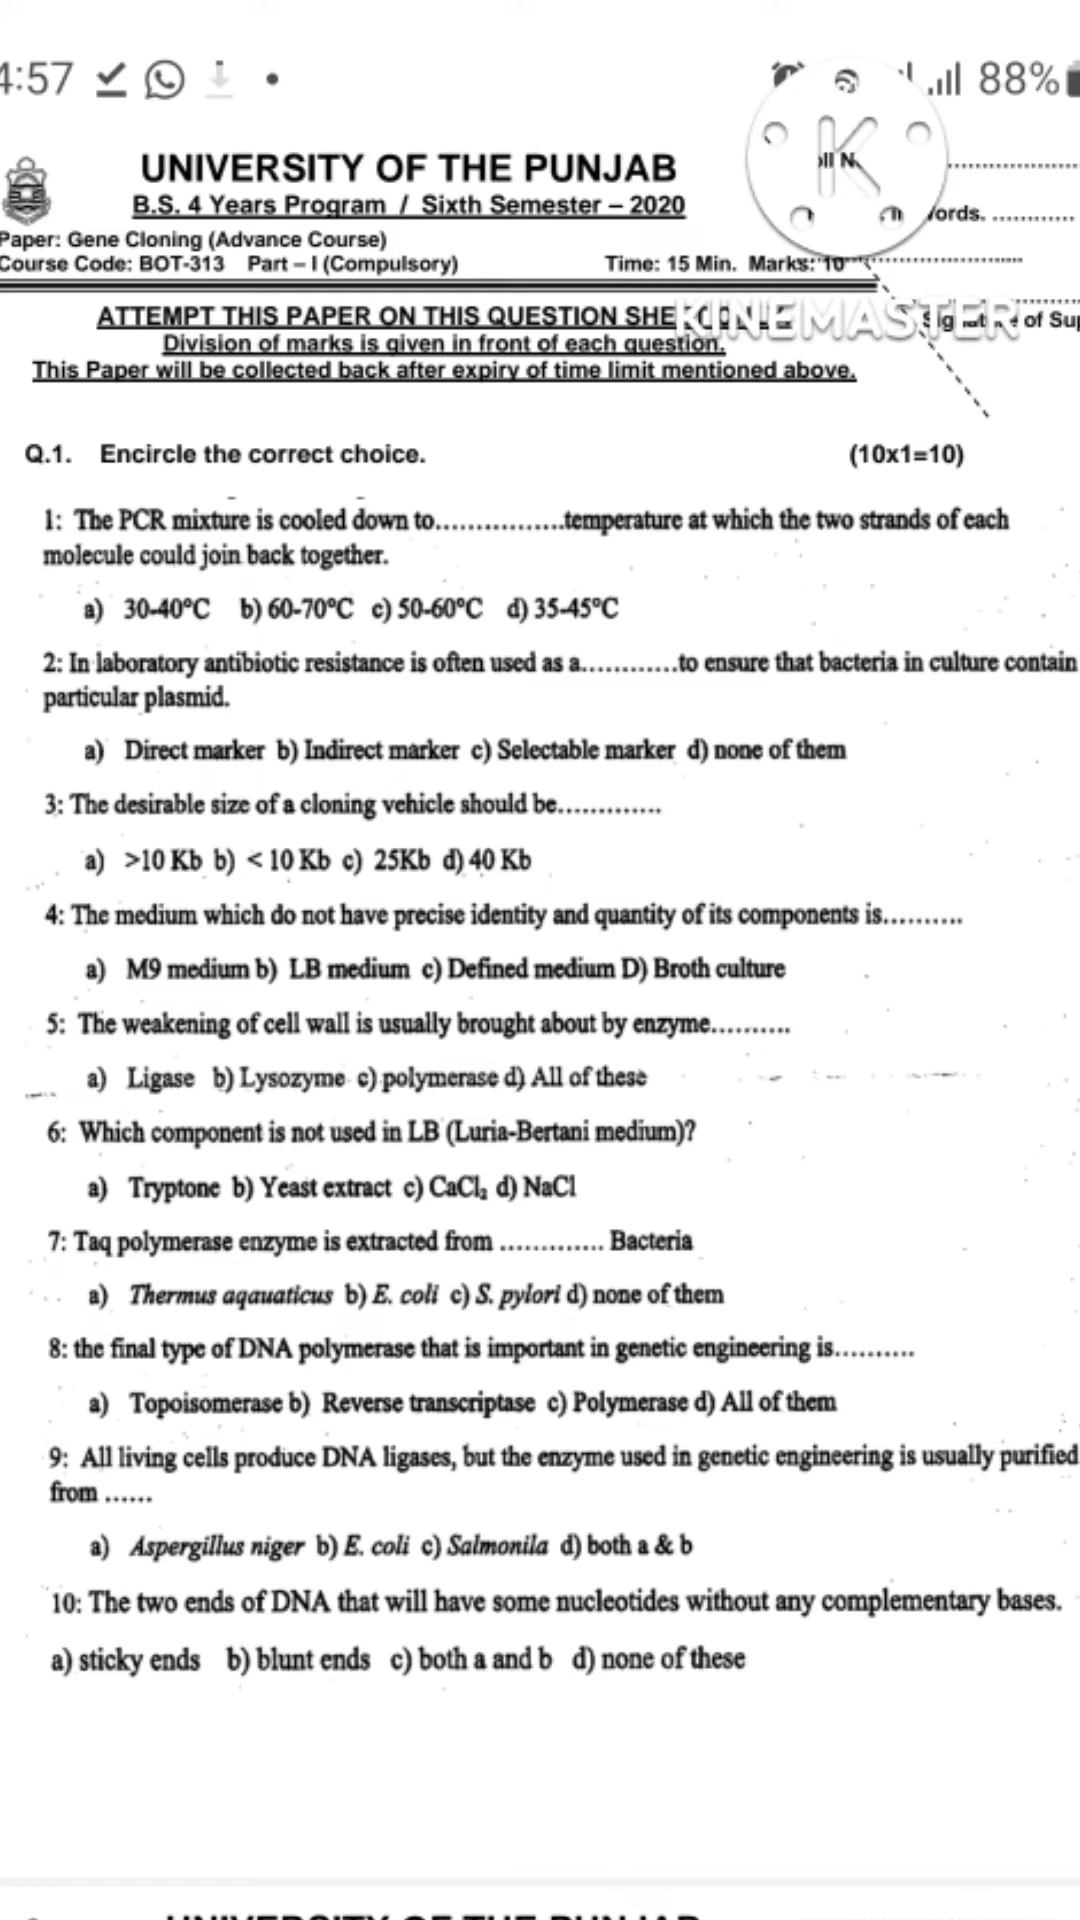 4:57 88%
UNIVERSITY OF THE PUNJAB
B.S. 4 Years Program / Sixth Semester – 2020
Paper: Gene Cloning (Advance Course)
Course Code: BOT-313 Part – I (Compulsory) Time: 15 Min. Marks: 10
K
ATTEMPT THIS PAPER ON THIS QUESTION
KINEMASTER
of
Division of marks is given in front of each question.
This Paper will be collected back after expiry of time limit mentioned above.
Q.1. Encircle the correct choice. (10x1=10)
1: The PCR mixture is cooled down to................temperature at which the two strands of each
molecule could join back together.
a) 30-40ºC b) 60-70ºC c) 50-60ºC d) 35-45ºC
2: In laboratory antibiotic resistance is often used as a............to ensure that bacteria in culture contain
particular plasmid.
a) Direct marker b) Indirect marker c) Selectable marker d) none of them
3: The desirable size of a cloning vehicle should be.............
a) >10 Kb b) < 10 Kb c) 25Kb d) 40 Kb
4: The medium which do not have precise identity and quantity of its components is..........
a) M9 medium b) LB medium c) Defined medium D) Broth culture
5: The weakening of cell wall is usually brought about by enzyme..........
a) Ligase b) Lysozyme c) polymerase d) All of these
6: Which component is not used in LB (Luria-Bertani medium)?
a) Tryptone b) Yeast extract c) CaCl₂ d) NaCl
7: Taq polymerase enzyme is extracted from ............. Bacteria
a) Thermus aqauaticus b) E. coli c) S. pylori d) none of them
8: the final type of DNA polymerase that is important in genetic engineering is..........
a) Topoisomerase b) Reverse transcriptase c) Polymerase d) All of them
9: All living cells produce DNA ligases, but the enzyme used in genetic engineering is usually purified
from ......
a) Aspergillus niger b) E. coli c) Salmonila d) both a & b
10: The two ends of DNA that will have some nucleotides without any complementary bases.
a) sticky ends b) blunt ends c) both a and b d) none of these
UNIVERSITY OF THE PUNJAB